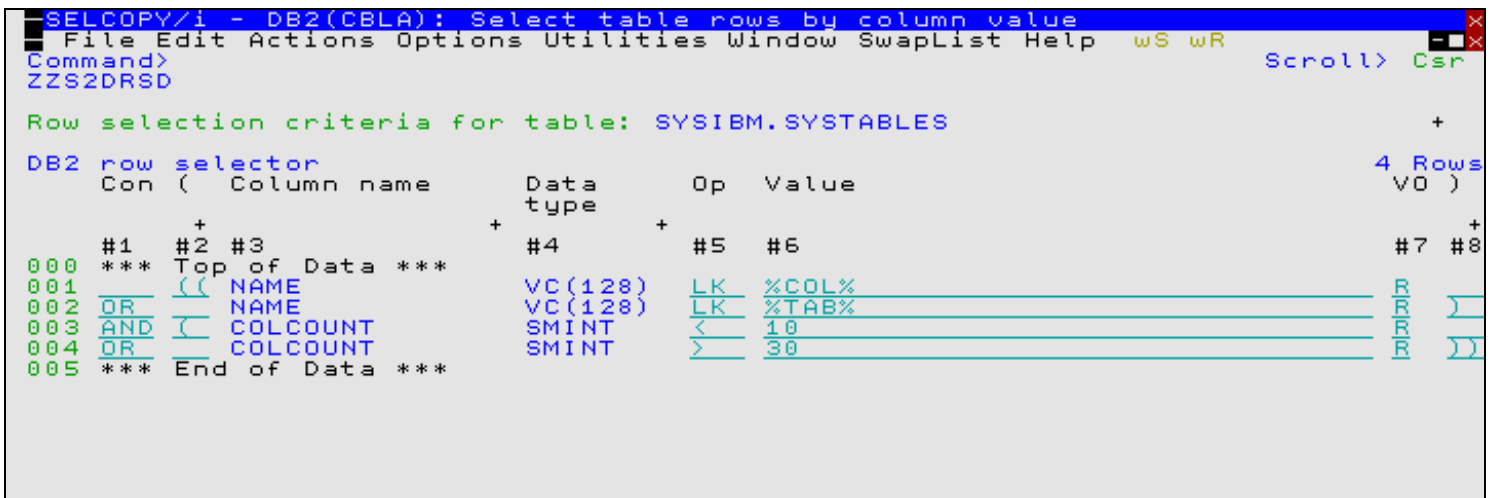 SELCOPY/i - DB2(CBLA): Select table rows by column value
File Edit Actions Options Utilities Window SwapList Help wS wR
Command> Scroll> Csr
ZZS2DRSD
Row selection criteria for table: SYSIBM.SYSTABLES +
DB2 row selector 4 Rows
Con ( Column name Data Op Value VO )
type
+ + + +
#1 #2 #3 #4 #5 #6 #7 #8
000 *** Top of Data ***
001 (( NAME VC(128) LK %COL% R
002 OR NAME VC(128) LK %TAB% R )
003 AND ( COLCOUNT SMINT < 10 R
004 OR COLCOUNT SMINT > 30 R ))
005 *** End of Data ***